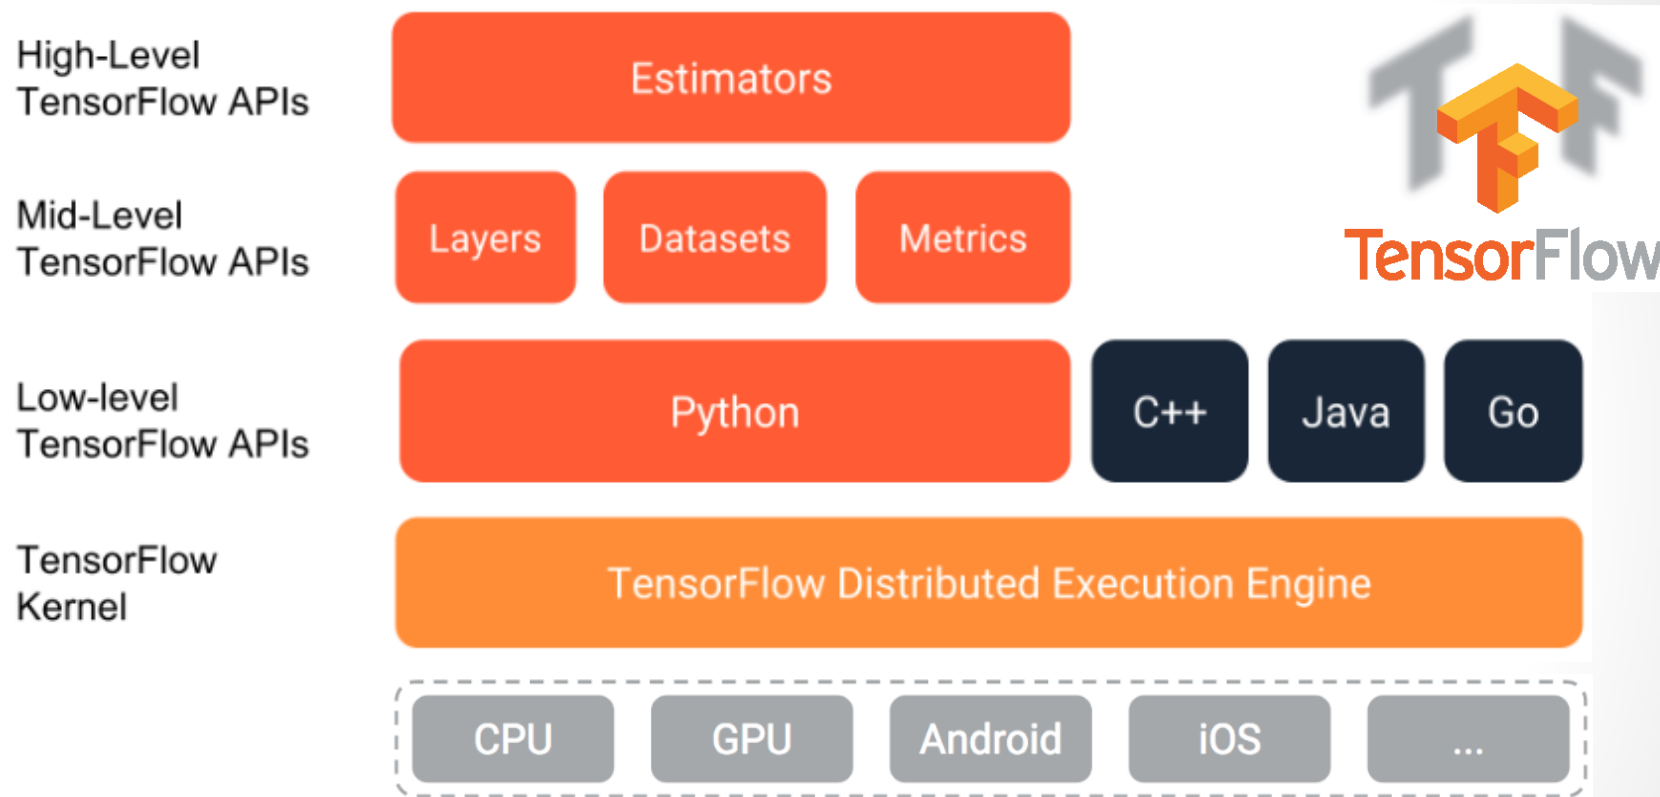 High-Level
TensorFlow APIs
Estimators
TensorFlow
Mid-Level
TensorFlow APIs
Layers
Datasets
Metrics
Low-level
TensorFlow APIs
Python
C++
Java
Go
TensorFlow
Kernel
TensorFlow Distributed Execution Engine
CPU
GPU
Android
iOS
...